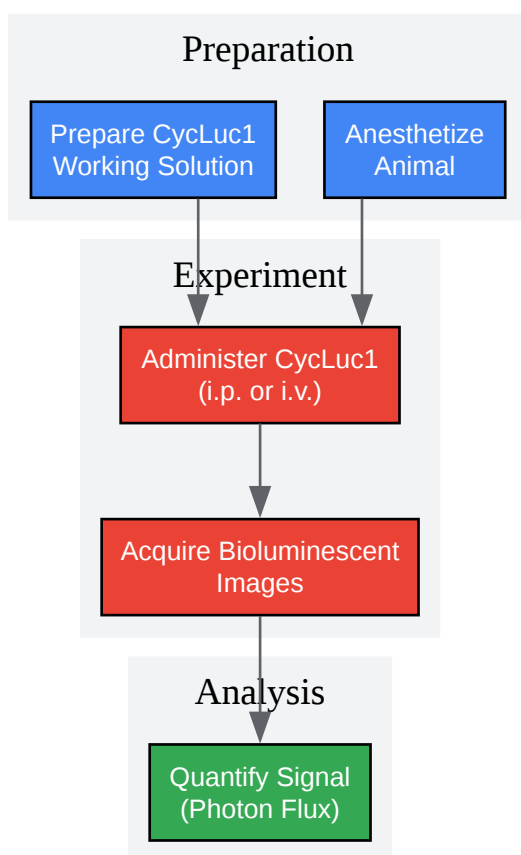 Preparation
Prepare CycLuc1
Working Solution
Anesthetize
Animal
Experiment
Administer CycLuc1
(i.p. or i.v.)
Acquire Bioluminescent
Images
Analysis
Quantify Signal
(Photon Flux)